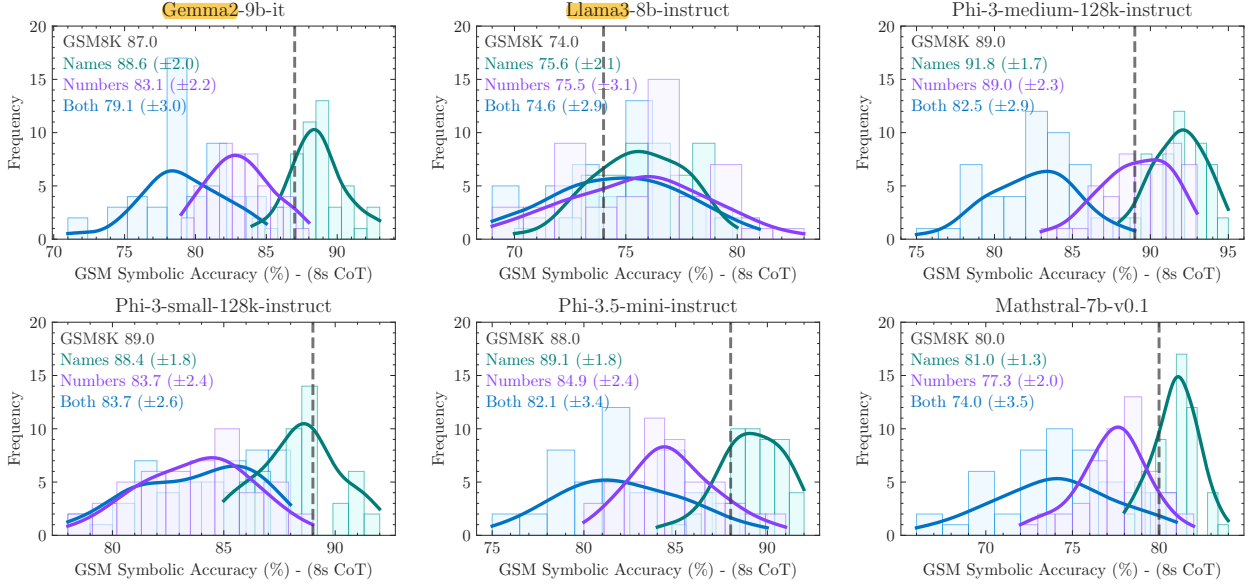 Gemma2-9b-it
GSM8K 87.0
Names 88.6 (±2.0)
Numbers 83.1 (±2.2)
Both 79.1 (±3.0)
Frequency
20
15
10
5
0
71 75 80 85 90
GSM Symbolic Accuracy (%) - (8s CoT)
Llama3-8b-instruct
GSM8K 74.0
Names 75.6 (±2.1)
Numbers 75.5 (±3.1)
Both 74.6 (±2.9)
Frequency
20
15
10
5
0
70 75 80
GSM Symbolic Accuracy (%) - (8s CoT)
Phi-3-medium-128k-instruct
GSM8K 89.0
Names 91.8 (±1.7)
Numbers 89.0 (±2.3)
Both 82.5 (±2.9)
Frequency
20
15
10
5
0
75 80 85 90 95
GSM Symbolic Accuracy (%) - (8s CoT)
Phi-3-small-128k-instruct
GSM8K 89.0
Names 88.4 (±1.8)
Numbers 83.7 (±2.4)
Both 83.7 (±2.6)
Frequency
20
15
10
5
0
80 85 90
GSM Symbolic Accuracy (%) - (8s CoT)
Phi-3.5-mini-instruct
GSM8K 88.0
Names 89.1 (±1.8)
Numbers 84.9 (±2.4)
Both 82.1 (±3.4)
Frequency
20
15
10
5
0
75 80 85 90
GSM Symbolic Accuracy (%) - (8s CoT)
Mathstral-7b-v0.1
GSM8K 80.0
Names 81.0 (±1.3)
Numbers 77.3 (±2.0)
Both 74.0 (±3.5)
Frequency
20
15
10
5
0
66 70 75 80
GSM Symbolic Accuracy (%) - (8s CoT)